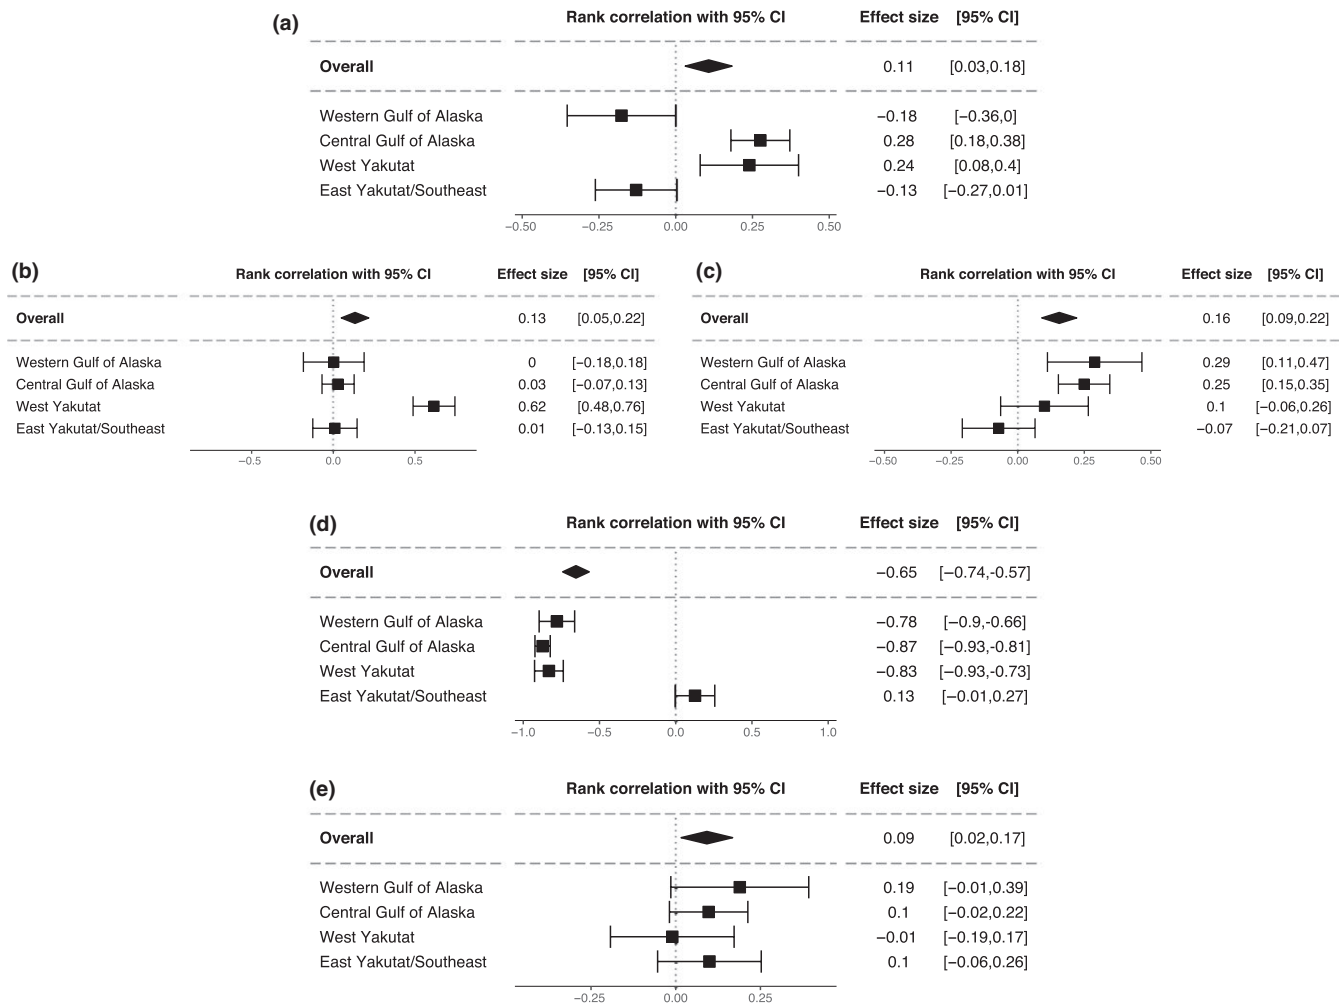 (a)
Rank correlation with 95% CI Effect size [95% CI]
Overall 0.11 [0.03,0.18]
Western Gulf of Alaska −0.18 [−0.36,0]
Central Gulf of Alaska 0.28 [0.18,0.38]
West Yakutat 0.24 [0.08,0.4]
East Yakutat/Southeast −0.13 [−0.27,0.01]
−0.50 −0.25 0.00 0.25 0.50
(b)
Rank correlation with 95% CI Effect size [95% CI]
Overall 0.13 [0.05,0.22]
Western Gulf of Alaska 0 [−0.18,0.18]
Central Gulf of Alaska 0.03 [−0.07,0.13]
West Yakutat 0.62 [0.48,0.76]
East Yakutat/Southeast 0.01 [−0.13,0.15]
−0.5 0.0 0.5
(c)
Rank correlation with 95% CI Effect size [95% CI]
Overall 0.16 [0.09,0.22]
Western Gulf of Alaska 0.29 [0.11,0.47]
Central Gulf of Alaska 0.25 [0.15,0.35]
West Yakutat 0.1 [−0.06,0.26]
East Yakutat/Southeast −0.07 [−0.21,0.07]
−0.50 −0.25 0.00 0.25 0.50
(d)
Rank correlation with 95% CI Effect size [95% CI]
Overall −0.65 [−0.74,-0.57]
Western Gulf of Alaska −0.78 [−0.9,-0.66]
Central Gulf of Alaska −0.87 [−0.93,-0.81]
West Yakutat −0.83 [−0.93,-0.73]
East Yakutat/Southeast 0.13 [−0.01,0.27]
−1.0 −0.5 0.0 0.5 1.0
(e)
Rank correlation with 95% CI Effect size [95% CI]
Overall 0.09 [0.02,0.17]
Western Gulf of Alaska 0.19 [−0.01,0.39]
Central Gulf of Alaska 0.1 [−0.02,0.22]
West Yakutat −0.01 [−0.19,0.17]
East Yakutat/Southeast 0.1 [−0.06,0.26]
−0.25 0.00 0.25